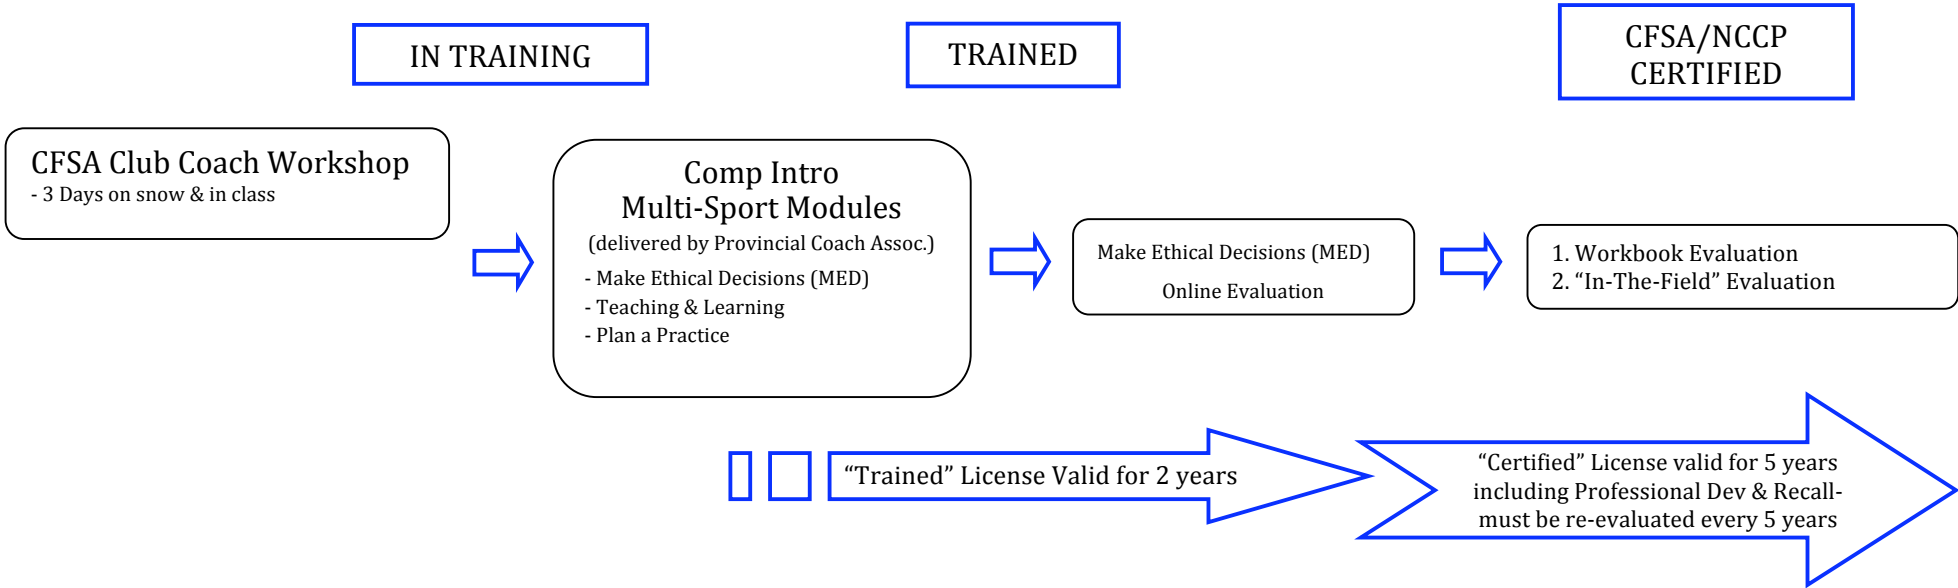 IN TRAINING
TRAINED
CFSA/NCCP
CERTIFIED
CFSA Club Coach Workshop
- 3 Days on snow & in class
Comp Intro
Multi-Sport Modules
(delivered by Provincial Coach Assoc.)
- Make Ethical Decisions (MED)
- Teaching & Learning
- Plan a Practice
Make Ethical Decisions (MED)
Online Evaluation
1. Workbook Evaluation
2. “In-The-Field” Evaluation
“Trained” License Valid for 2 years
“Certified” License valid for 5 years
including Professional Dev & Recall-
must be re-evaluated every 5 years